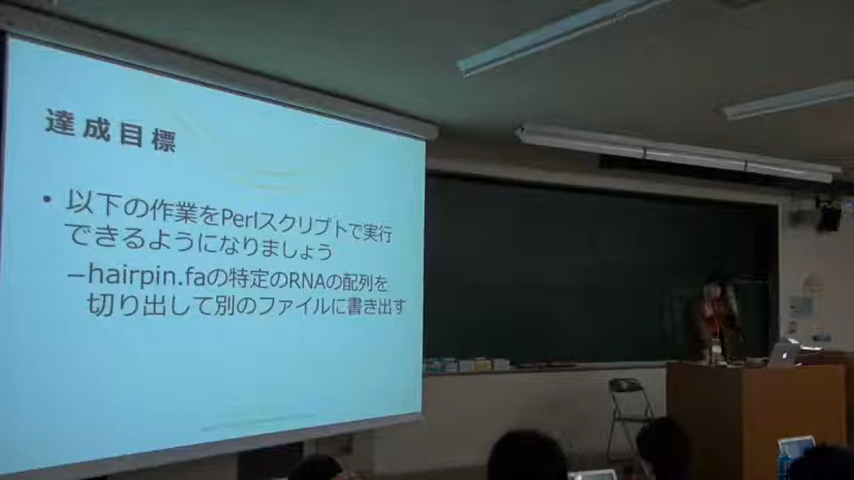 達成目標
• 以下の作業をPerlスクリプトで実行
できるようになりましょう
–hairpin.faの特定のRNAの配列を
切り出して別のファイルに書き出す